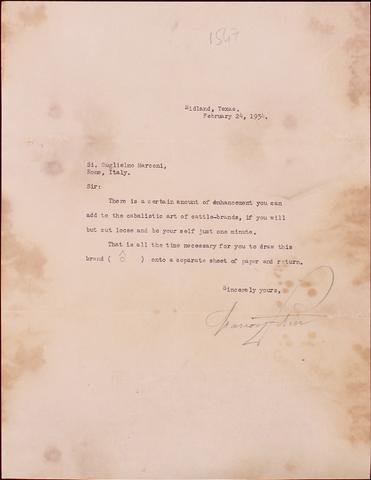 1547
Midland, Texas.
February 24, 1934.
Si. Guglielmo Marconi,
Rome, Italy.
Sir:
There is a certain amount of enhancement you can
add to the cabalistic art of cattle-brands, if you will
but cut loose and be your self just one minute.
That is all the time necessary for you to draw this
brand ( ) onto a separate sheet of paper and return.
Sincerely yours,